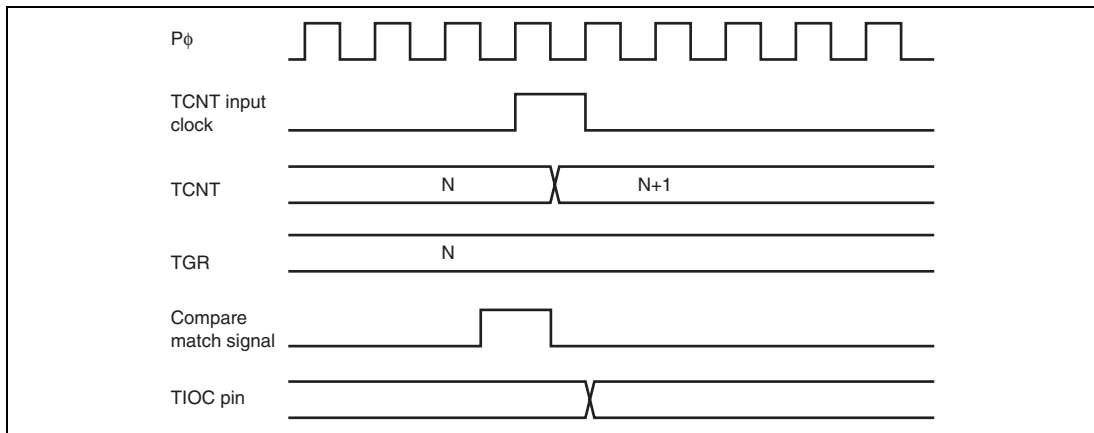 Pϕ
TCNT input
clock
TCNT
N
N+1
TGR
N
Compare
match signal
TIOC pin